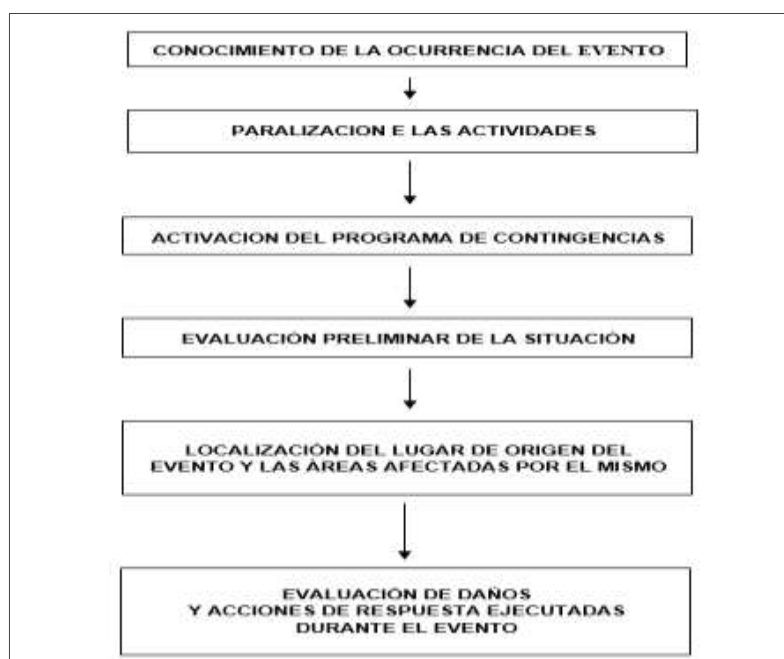 CONOCIMIENTO DE LA OCURRENCIA DEL EVENTO
PARALIZACION E LAS ACTIVIDADES
ACTIVACION DEL PROGRAMA DE CONTINGENCIAS
EVALUACIÓN PRELIMINAR DE LA SITUACIÓN
LOCALIZACIÓN DEL LUGAR DE ORIGEN DEL
EVENTO Y LAS ÀREAS AFECTADAS POR EL MISMO
EVALUACIÓN DE DAÑOS
Y ACCIONES DE RESPUESTA EJECUTADAS
DURANTE EL EVENTO